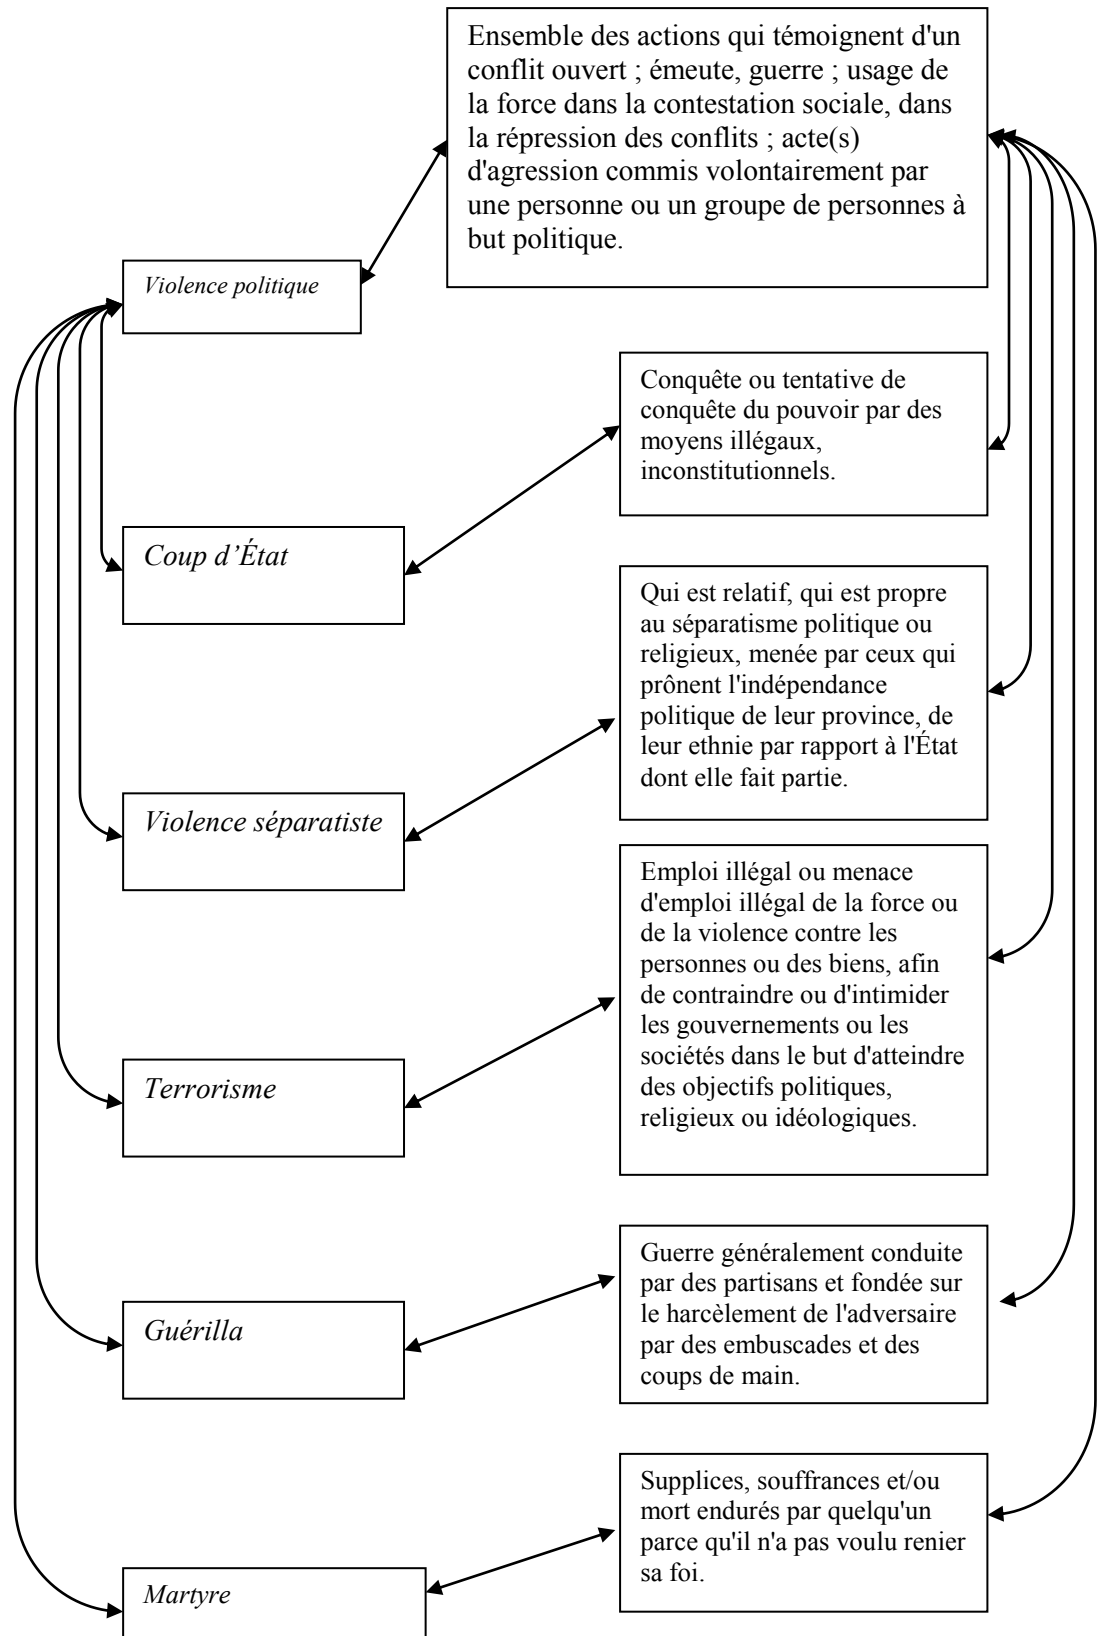 Ensemble des actions qui témoignent d'un
conflit ouvert ; émeute, guerre ; usage de
la force dans la contestation sociale, dans
la répression des conflits ; acte(s)
d'agression commis volontairement par
une personne ou un groupe de personnes à
but politique.
Violence politique
Conquête ou tentative de
conquête du pouvoir par des
moyens illégaux,
inconstitutionnels.
Coup d’État
Qui est relatif, qui est propre
au séparatisme politique ou
religieux, menée par ceux qui
prônent l'indépendance
politique de leur province, de
leur ethnie par rapport à l'État
dont elle fait partie.
Violence séparatiste
Emploi illégal ou menace
d'emploi illégal de la force ou
de la violence contre les
personnes ou des biens, afin
de contraindre ou d'intimider
les gouvernements ou les
sociétés dans le but d'atteindre
des objectifs politiques,
religieux ou idéologiques.
Terrorisme
Guerre généralement conduite
par des partisans et fondée sur
le harcèlement de l'adversaire
par des embuscades et des
coups de main.
Guérilla
Supplices, souffrances et/ou
mort endurés par quelqu'un
parce qu'il n'a pas voulu renier
sa foi.
Martyre